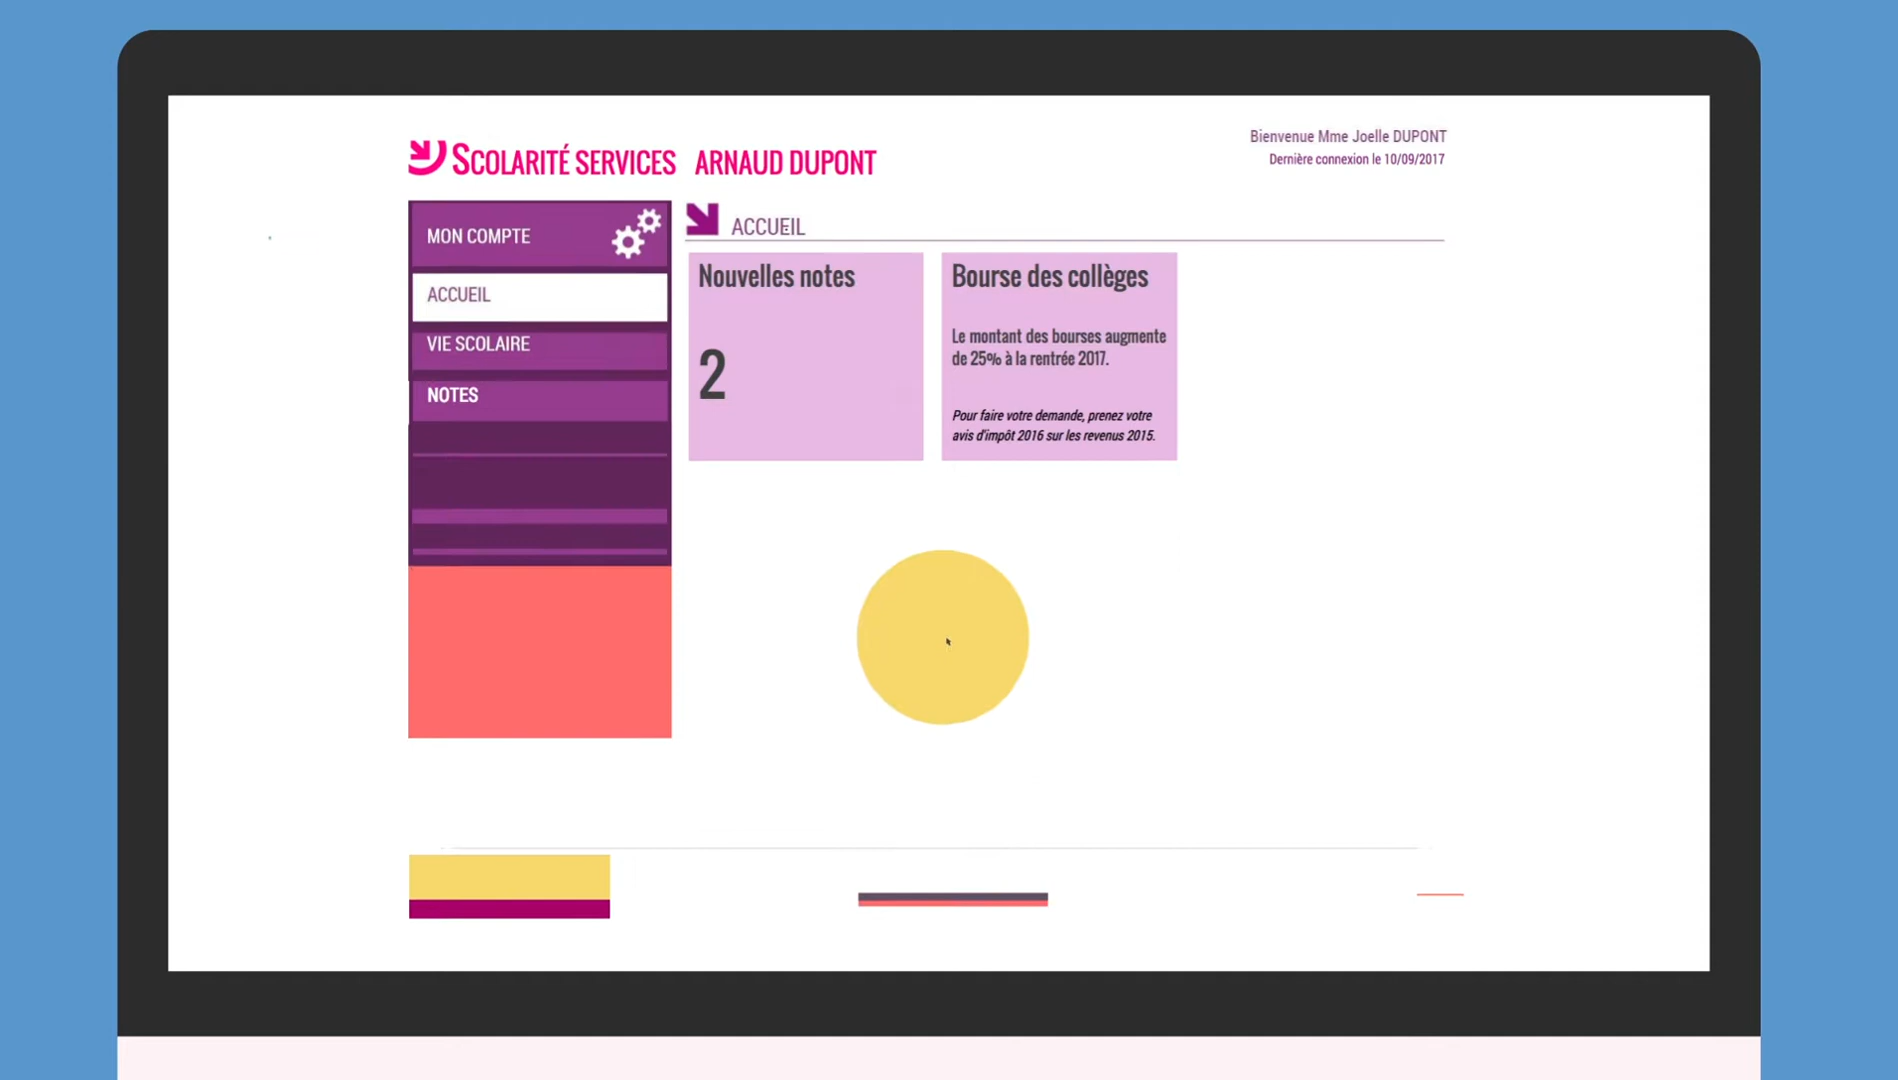 Bienvenue Mme Joelle DUPONT
Dernière connexion le 10/09/2017
SCOLARITÉ SERVICES ARNAUD DUPONT
MON COMPTE
ACCUEIL
VIE SCOLAIRE
NOTES
ACCUEIL
Nouvelles notes
2
Bourse des collèges
Le montant des bourses augmente
de 25% à la rentrée 2017.
Pour faire votre demande, prenez votre
avis d'impôt 2016 sur les revenus 2015.